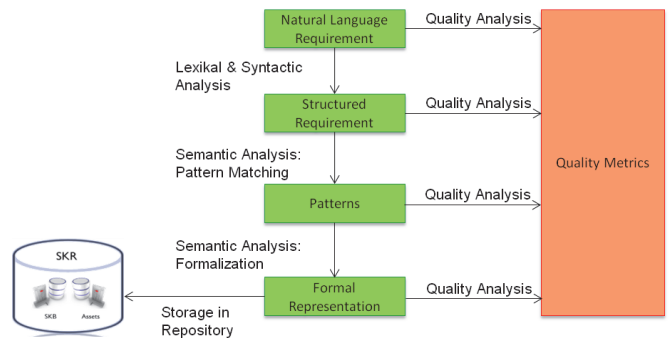 Natural Language
Requirement
Quality Analysis
Lexikal & Syntactic
Analysis
Structured
Requirement
Quality Analysis
Semantic Analysis:
Pattern Matching
Quality Metrics
Patterns
Quality Analysis
Semantic Analysis:
Formalization
SKR
SKB
Assets
Formal
Representation
Quality Analysis
Storage in
Repository